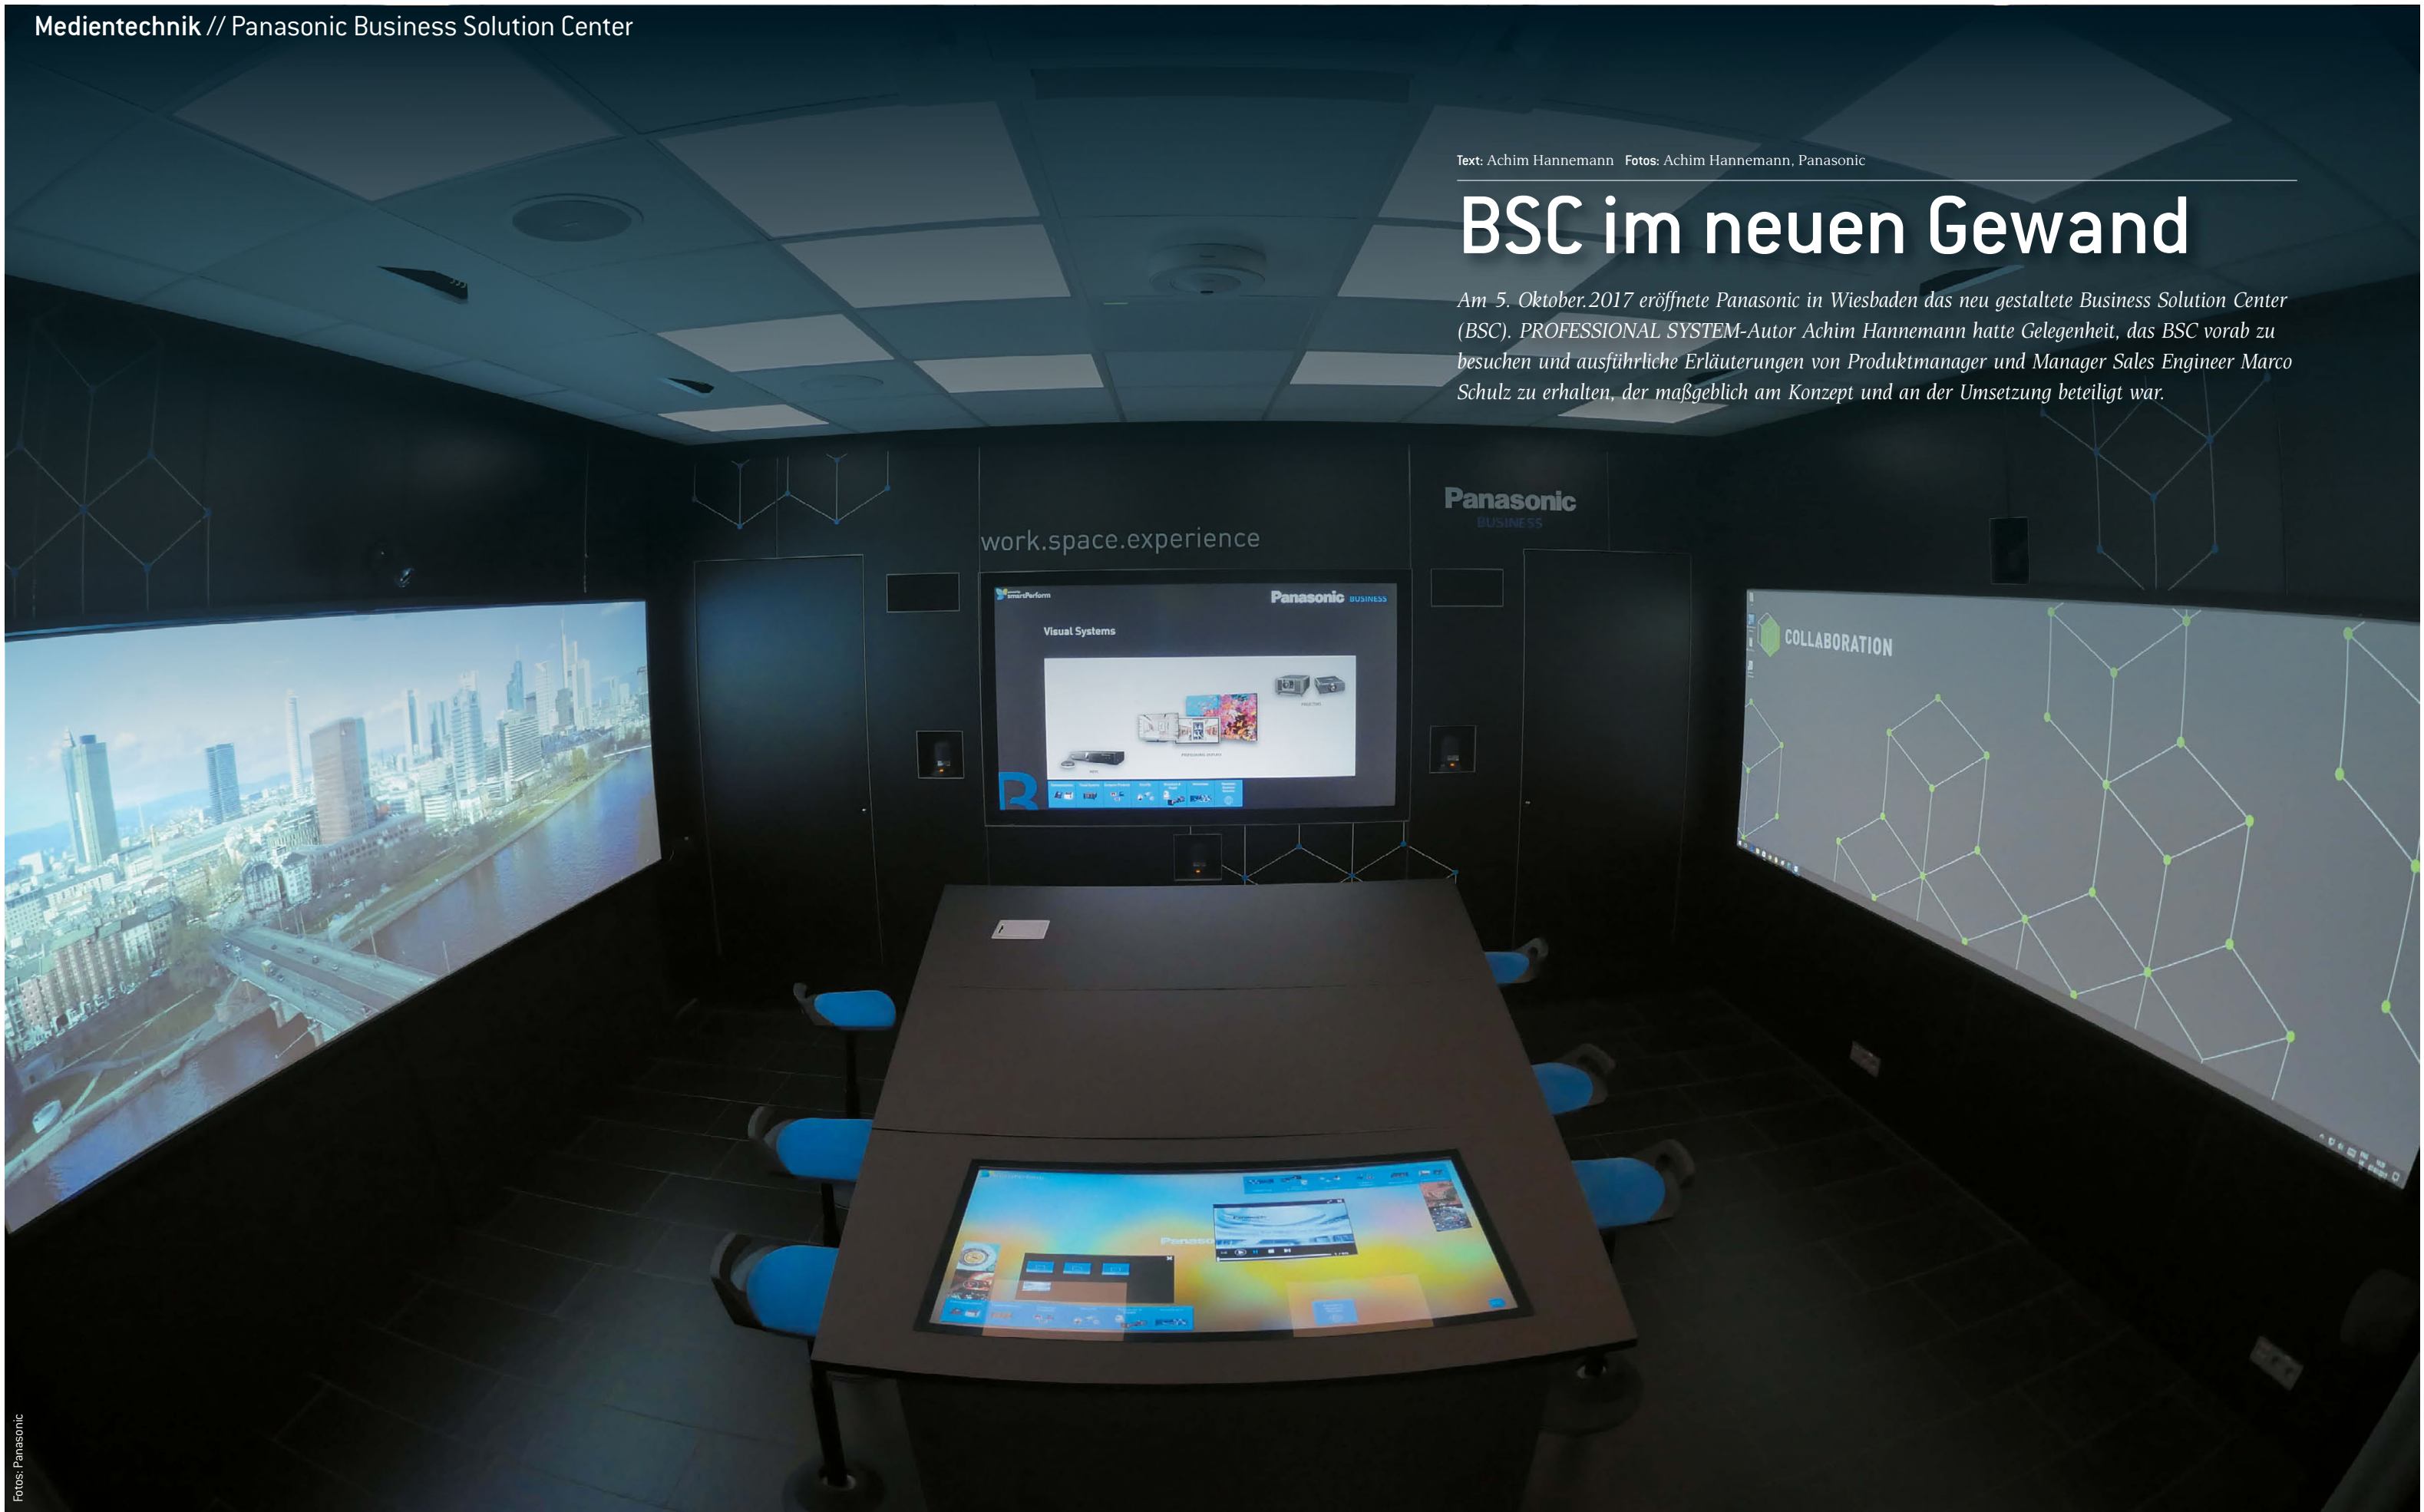 Medientechnik // Panasonic Business Solution Center
Text: Achim Hannemann Fotos: Achim Hannemann, Panasonic
BSC im neuen Gewand
Am 5. Oktober.2017 eröffnete Panasonic in Wiesbaden das neu gestaltete Business Solution Center
(BSC). PROFESSIONAL SYSTEM-Autor Achim Hannemann hatte Gelegenheit, das BSC vorab zu
besuchen und ausführliche Erläuterungen von Produktmanager und Manager Sales Engineer Marco
Schulz zu erhalten, der maßgeblich am Konzept und an der Umsetzung beteiligt war.
Panasonic
BUSINESS
work.space.experience
smartPerform
Panasonic BUSINESS
Visual Systems
COLLABORATION
Fotos: Panasonic